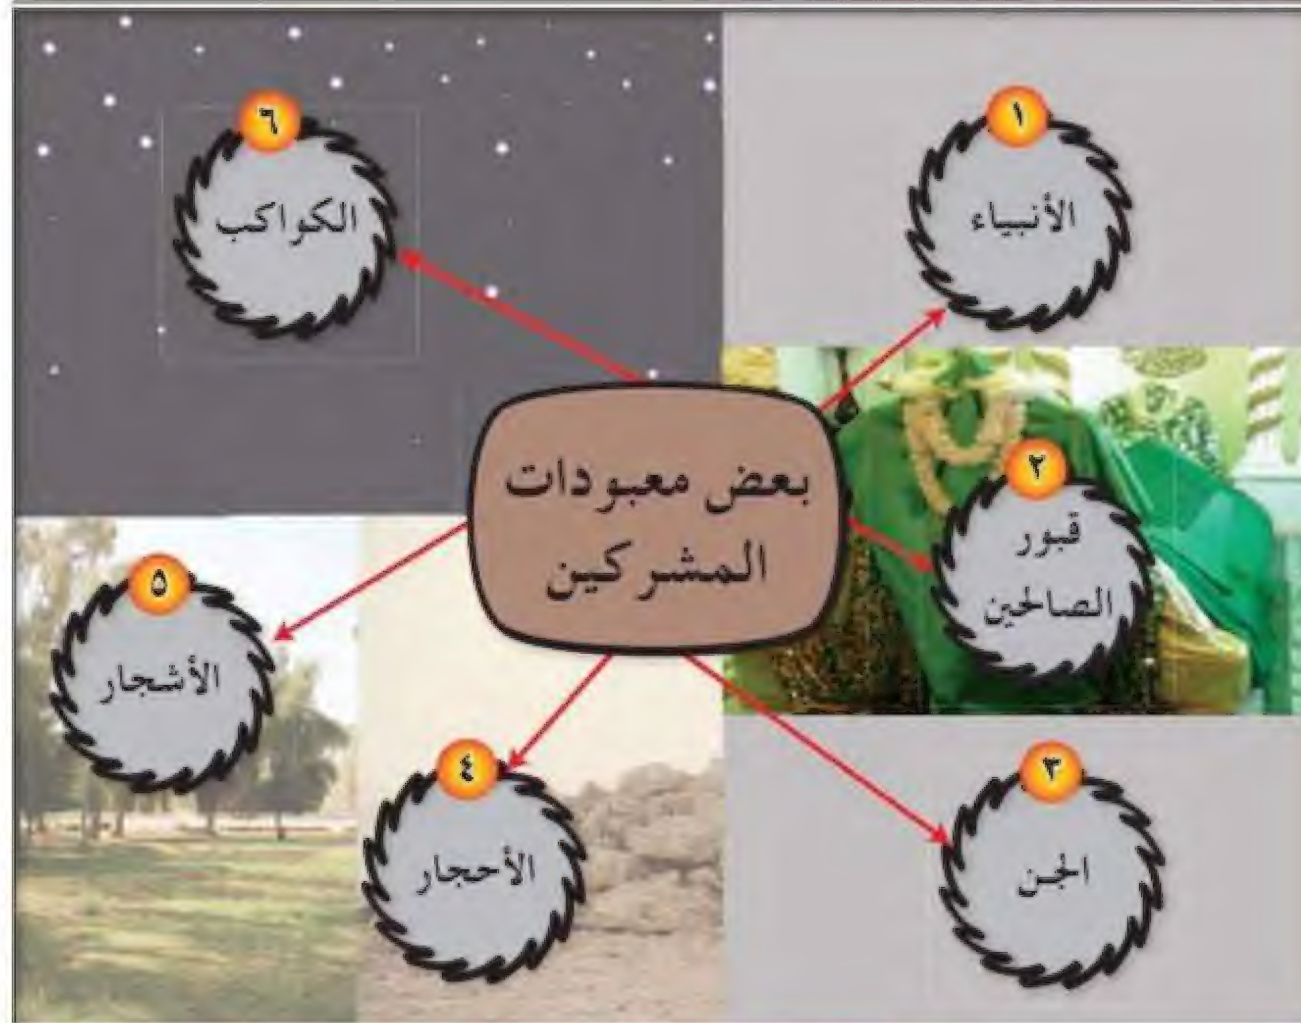 بعض معبودات
المشركين
١
الأنبياء
٢
قبور
الصالحين
٣
الجن
٤
الأحجار
٥
الأشجار
٦
الكواكب